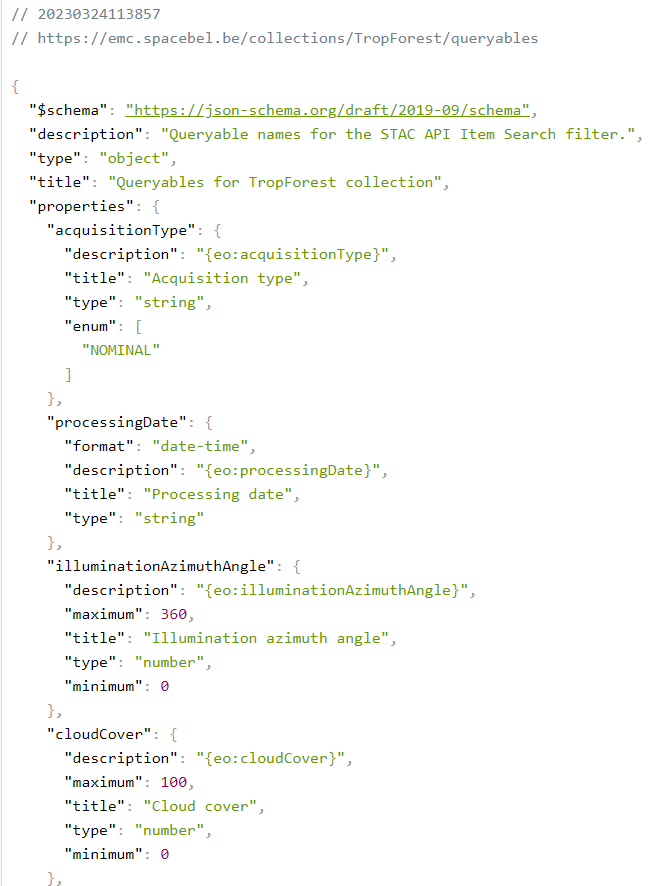 // 20230324113857
// https://emc.spacebel.be/collections/TropForest/queryables
{
"$schema": "https://json-schema.org/draft/2019-09/schema",
"description": "Queryable names for the STAC API Item Search filter.",
"type": "object",
"title": "Queryables for TropForest collection",
"properties": {
"acquisitionType": {
"description": "{eo:acquisitionType}",
"title": "Acquisition type",
"type": "string",
"enum": [
"NOMINAL"
]
},
"processingDate": {
"format": "date-time",
"description": "{eo:processingDate}",
"title": "Processing date",
"type": "string"
},
"illuminationAzimuthAngle": {
"description": "{eo:illuminationAzimuthAngle}",
"maximum": 360,
"title": "Illumination azimuth angle",
"type": "number",
"minimum": 0
},
"cloudCover": {
"description": "{eo:cloudCover}",
"maximum": 100,
"title": "Cloud cover",
"type": "number",
"minimum": 0
},